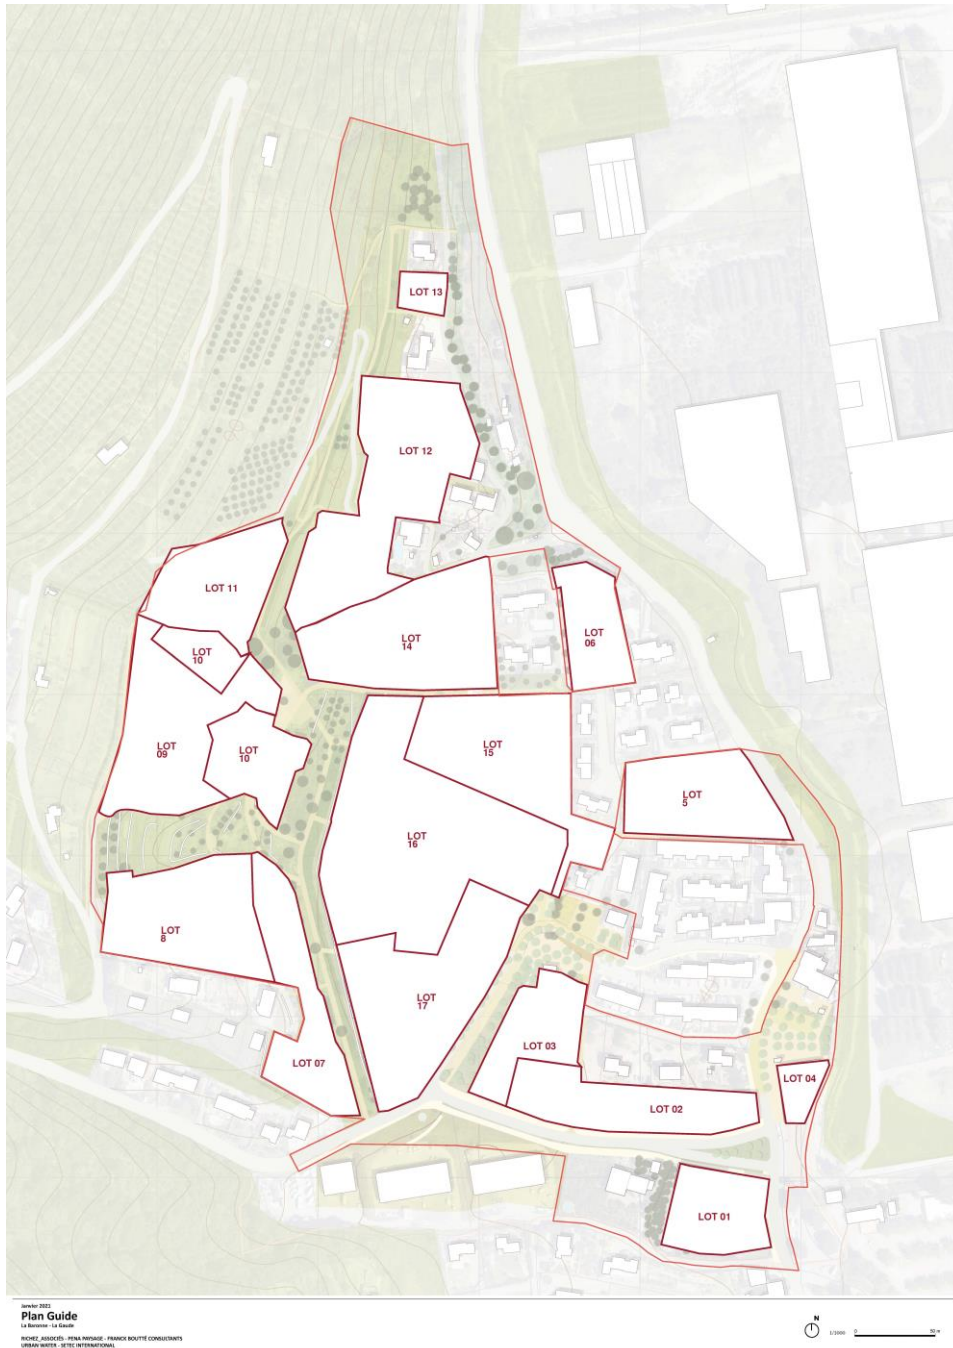 LOT 13
LOT 12
LOT 11
LOT
10
LOT
14
LOT
06
LOT
09
LOT
10
LOT
15
LOT
5
LOT
16
LOT
8
LOT
17
LOT 03
LOT 07
LOT 04
LOT 02
LOT 01
Janvier 2021
Plan Guide
La Baronne - La Gaude
RICHEZ_ASSOCIÉS - PENA PAYSAGE - FRANCK BOUTTÉ CONSULTANTS
URBAN WATER - SETEC INTERNATIONAL
N
1/1000 0 50 m